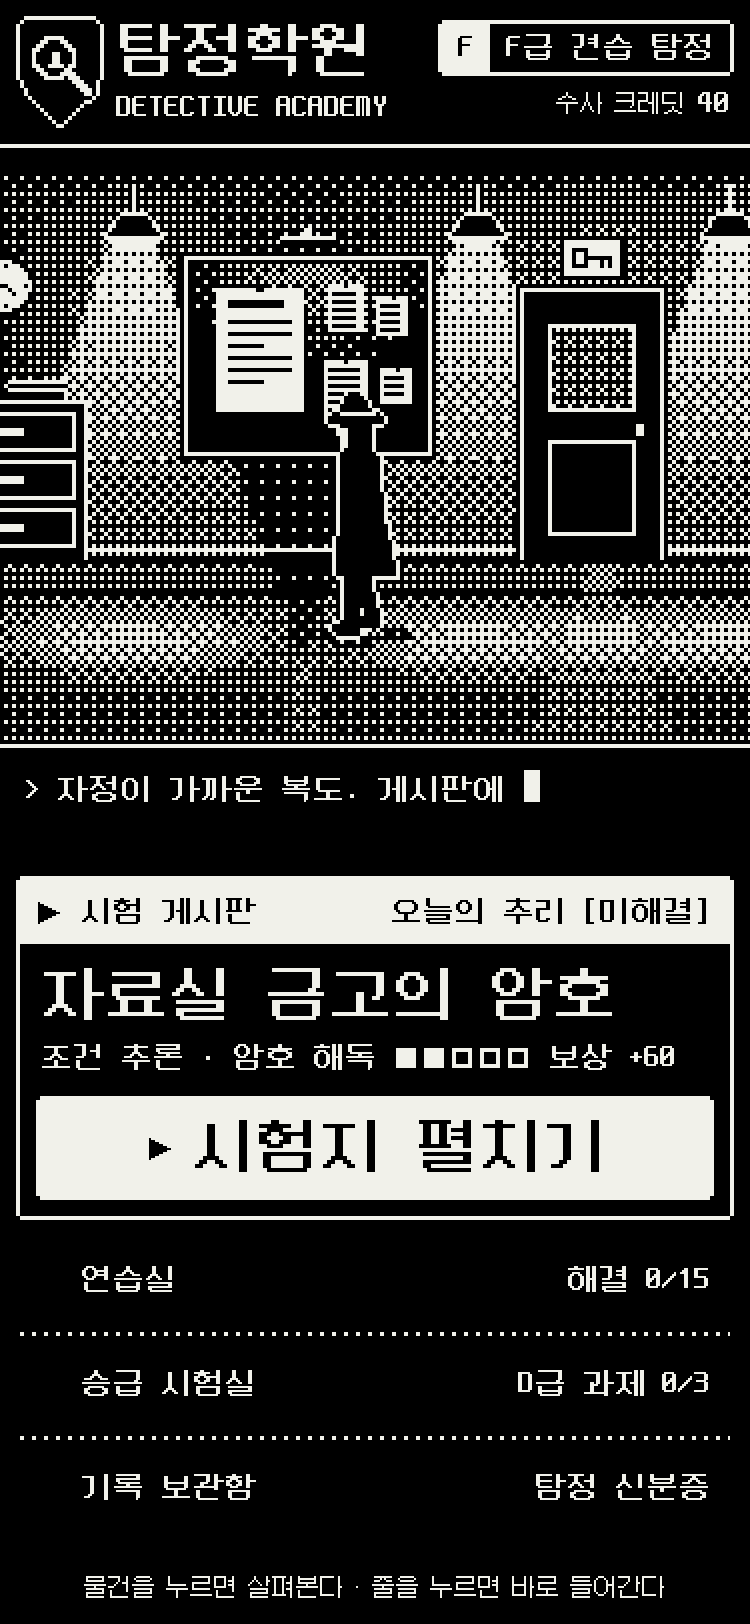 탐정학원
DETECTIVE ACADEMY
F F급 견습 탐정
수사 크레딧 40
> 자정이 가까운 복도. 게시판에
▶ 시험 게시판 오늘의 추리 [미해결]
자료실 금고의 암호
조건 추론 · 암호 해독 ■■□□□ 보상 +60
▶ 시험지 펼치기
연습실 해결 0/15
승급 시험실 D급 과제 0/3
기록 보관함 탐정 신분증
물건을 누르면 살펴본다 · 줄을 누르면 바로 들어간다